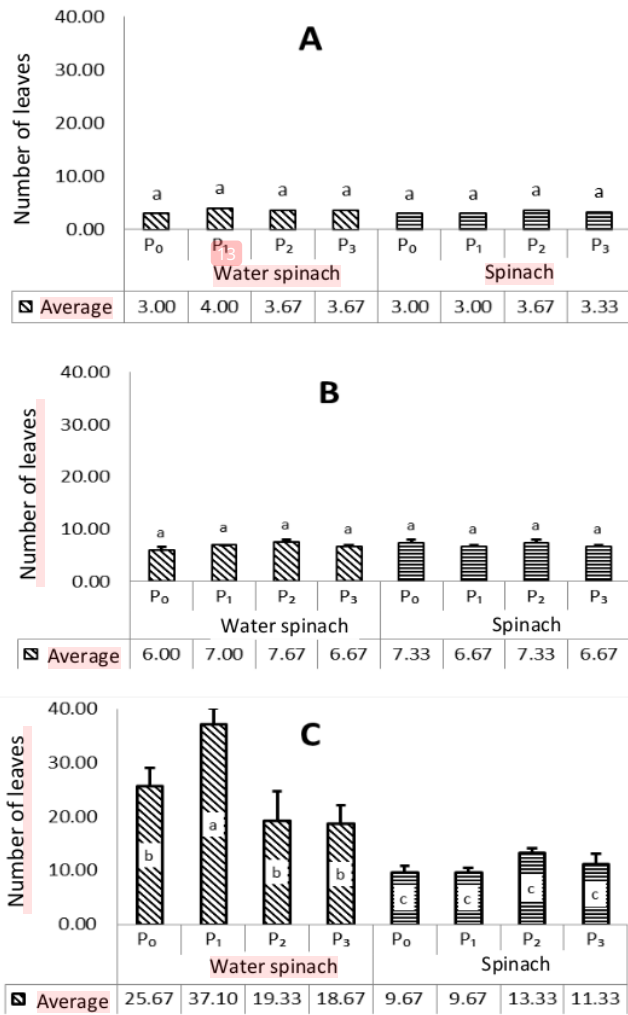 A
Number of leaves
40.00
30.00
20.00
10.00
0.00
a a a a a a a a
P₀ P₁ P₂ P₃ P₀ P₁ P₂ P₃
13
Water spinach Spinach
Average 3.00 4.00 3.67 3.67 3.00 3.00 3.67 3.33
B
Number of leaves
40.00
30.00
20.00
10.00
0.00
a a a a a a a a
P₀ P₁ P₂ P₃ P₀ P₁ P₂ P₃
Water spinach Spinach
Average 6.00 7.00 7.67 6.67 7.33 6.67 7.33 6.67
C
Number of leaves
40.00
30.00
20.00
10.00
0.00
b a b b c c c c
P₀ P₁ P₂ P₃ P₀ P₁ P₂ P₃
Water spinach Spinach
Average 25.67 37.10 19.33 18.67 9.67 9.67 13.33 11.33